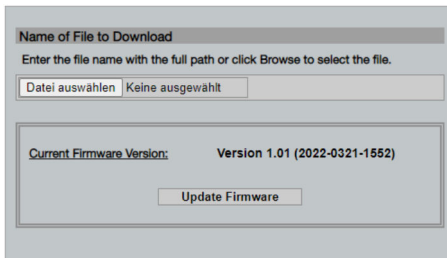 Name of File to Download
Enter the file name with the full path or click Browse to select the file.
Datei auswählen Keine ausgewählt
Current Firmware Version: Version 1.01 (2022-0321-1552)
Update Firmware